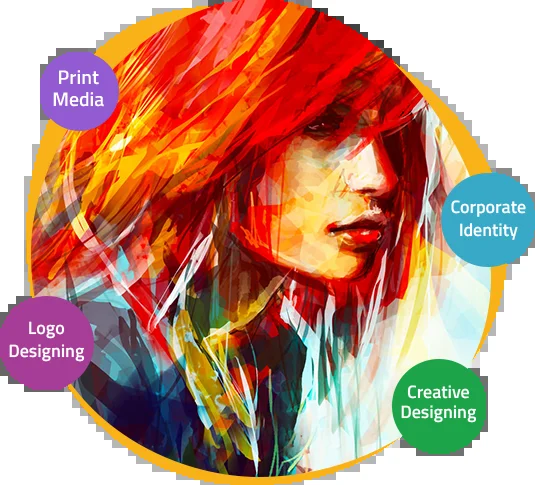 Print
Media
Corporate
Identity
Logo
Designing
Creative
Designing